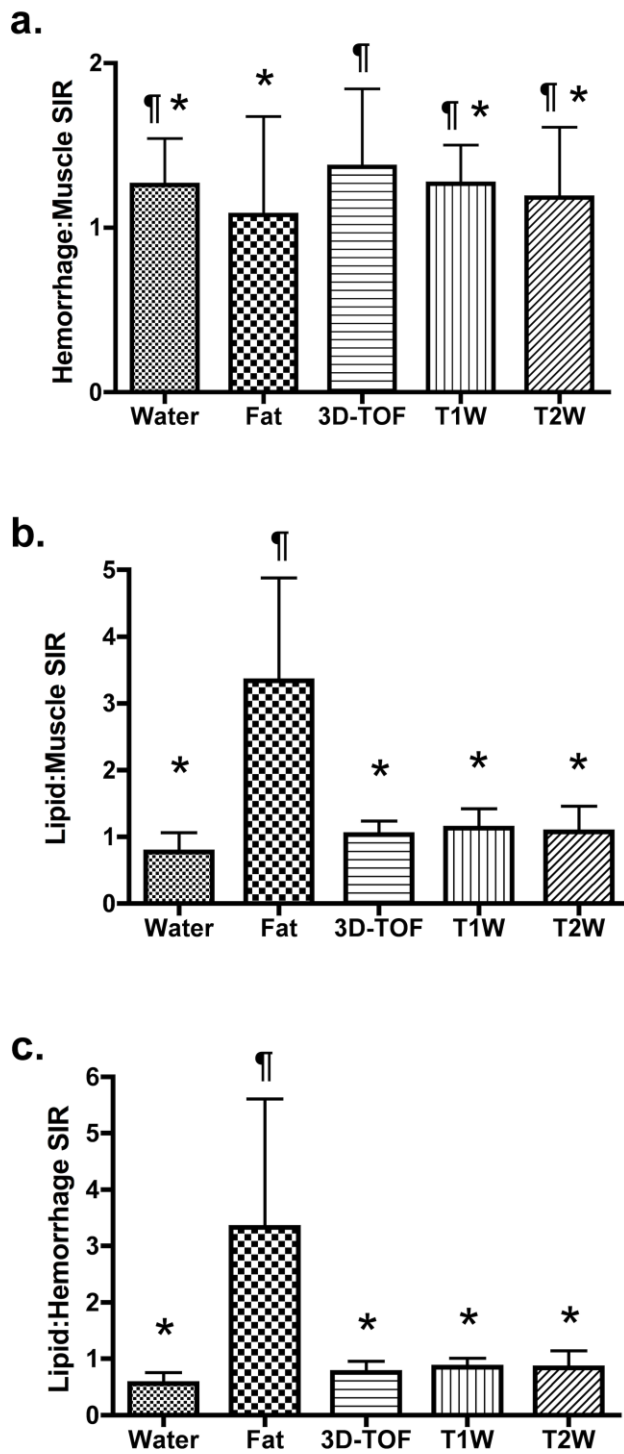 a.
Hemorrhage:Muscle SIR
2
1
0
¶ *
*
¶
¶ *
¶ *
Water
Fat
3D-TOF
T1W
T2W
b.
Lipid:Muscle SIR
5
4
3
2
1
0
*
¶
*
*
*
Water
Fat
3D-TOF
T1W
T2W
c.
Lipid:Hemorrhage SIR
6
5
4
3
2
1
0
*
¶
*
*
*
Water
Fat
3D-TOF
T1W
T2W